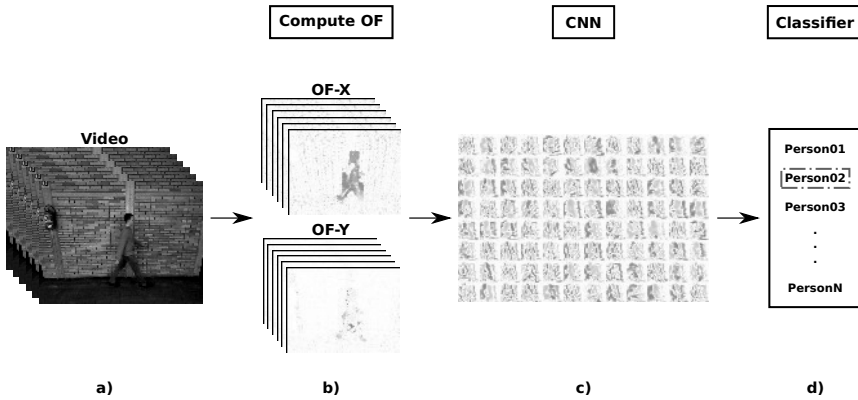 Compute OF
CNN
Classifier
Video
OF-X
OF-Y
Person01
Person02
Person03
.
.
.
PersonN
a)
b)
c)
d)